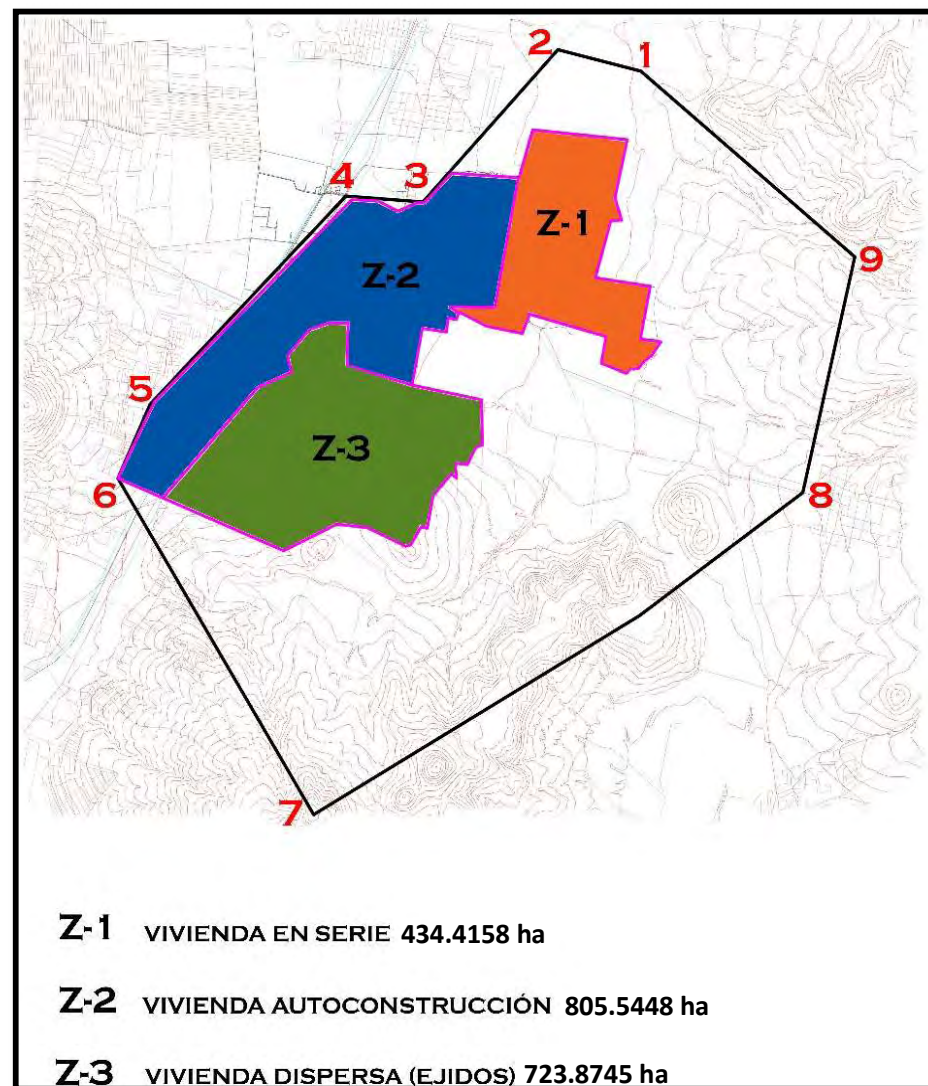 2
1
3
4
Z-1
9
Z-2
5
Z-3
6
8
7
Z-1 VIVIENDA EN SERIE 434.4158 ha
Z-2 VIVIENDA AUTOCONSTRUCCIÓN 805.5448 ha
Z-3 VIVIENDA DISPERSA (EJIDOS) 723.8745 ha